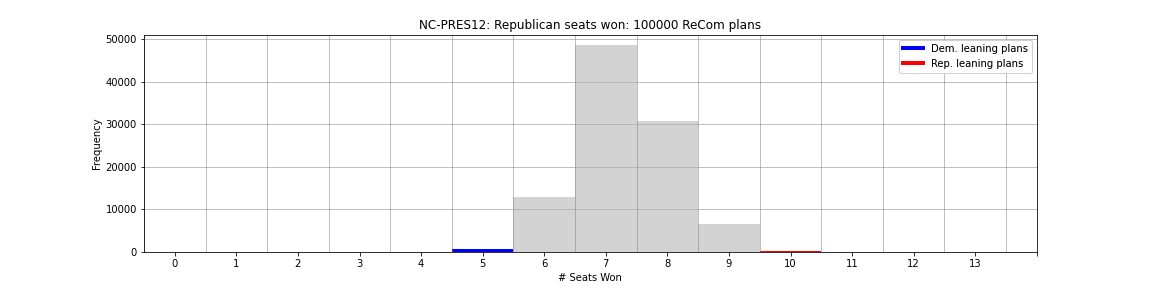 NC-PRES12: Republican seats won: 100000 ReCom plans
50000
40000
30000
20000
10000
0
Frequency
Dem. leaning plans
Rep. leaning plans
0 1 2 3 4 5 6 7 8 9 10 11 12 13
# Seats Won